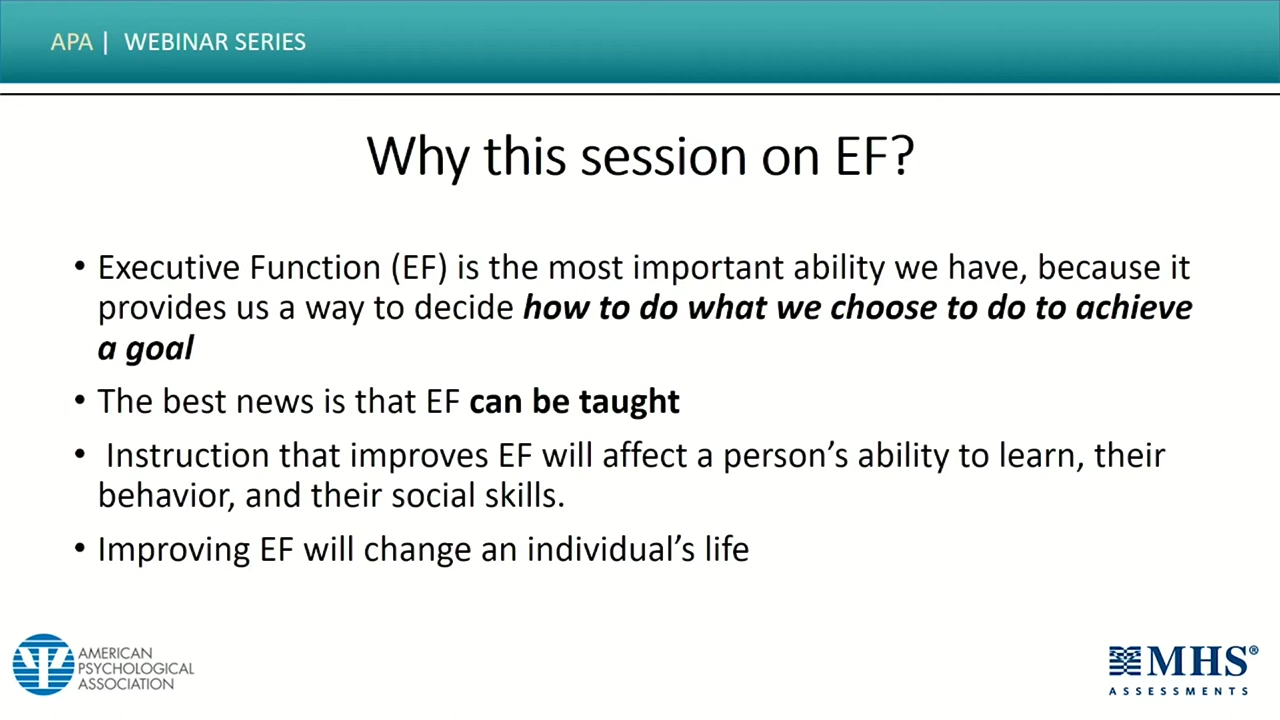 APA | WEBINAR SERIES
Why this session on EF?
• Executive Function (EF) is the most important ability we have, because it
provides us a way to decide how to do what we choose to do to achieve
a goal
• The best news is that EF can be taught
• Instruction that improves EF will affect a person’s ability to learn, their
behavior, and their social skills.
• Improving EF will change an individual’s life
AMERICAN
PSYCHOLOGICAL
ASSOCIATION
MHS®
ASSESSMENTS